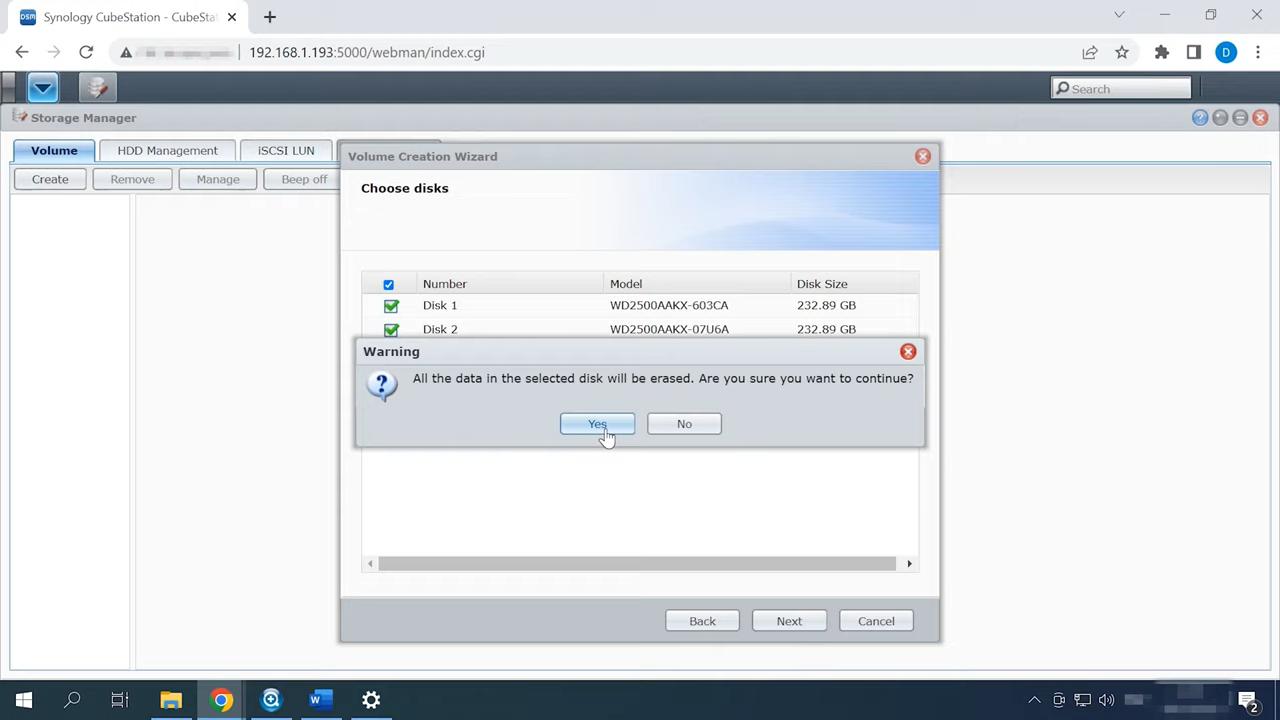 DSM Synology CubeStation - CubeSta
192.168.1.193:5000/webman/index.cgi
D
Search
Storage Manager
Volume HDD Management iSCSI LUN
Create Remove Manage Beep off
Volume Creation Wizard
Choose disks
Number Model Disk Size
Disk 1 WD2500AAKX-603CA 232.89 GB
Disk 2 WD2500AAKX-07U6A 232.89 GB
Warning
All the data in the selected disk will be erased. Are you sure you want to continue?
Yes No
Back Next Cancel
2